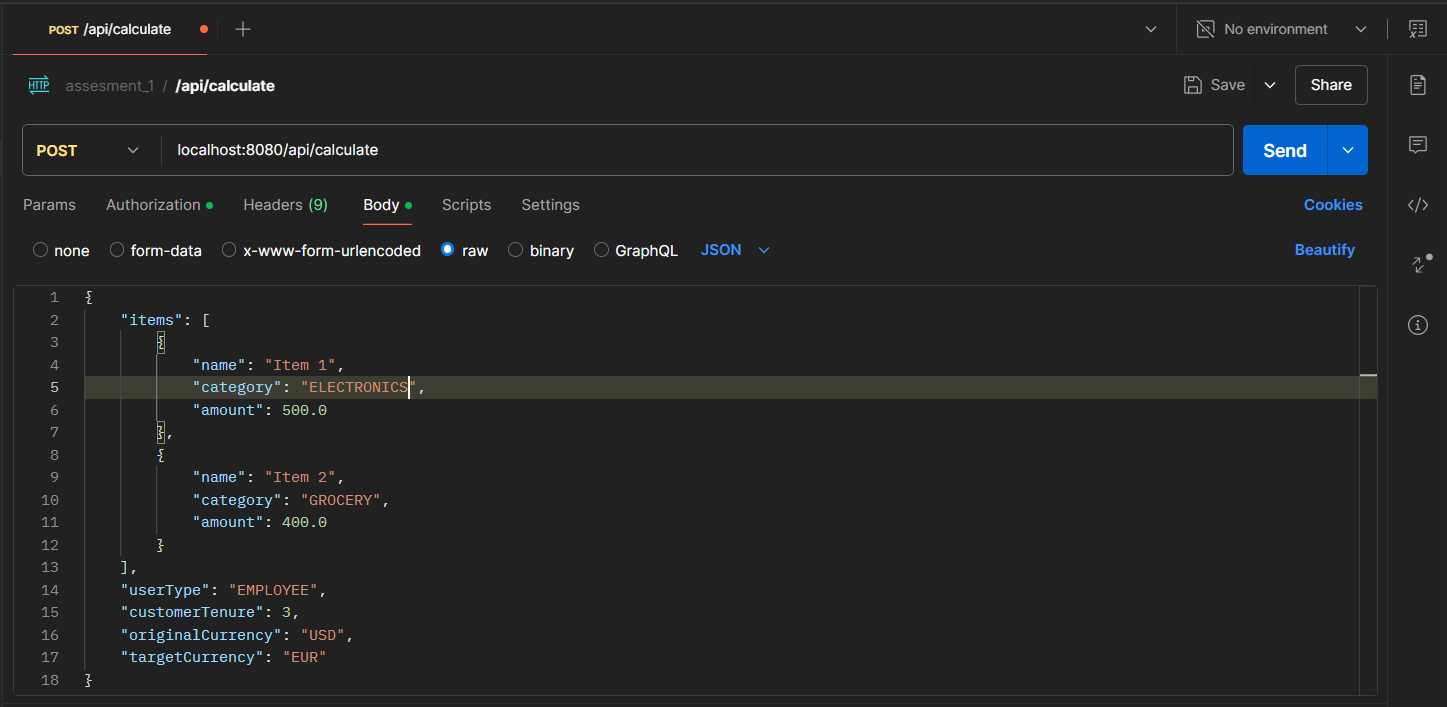 POST /api/calculate
No environment
HTTP assesment_1 / /api/calculate
Save
Share
POST localhost:8080/api/calculate
Send
Params Authorization Headers (9) Body Scripts Settings Cookies
none form-data x-www-form-urlencoded raw binary GraphQL JSON Beautify
1 {
2 "items": [
3 {
4 "name": "Item 1",
5 "category": "ELECTRONICS",
6 "amount": 500.0
7 },
8 {
9 "name": "Item 2",
10 "category": "GROCERY",
11 "amount": 400.0
12 }
13 ],
14 "userType": "EMPLOYEE",
15 "customerTenure": 3,
16 "originalCurrency": "USD",
17 "targetCurrency": "EUR"
18 }